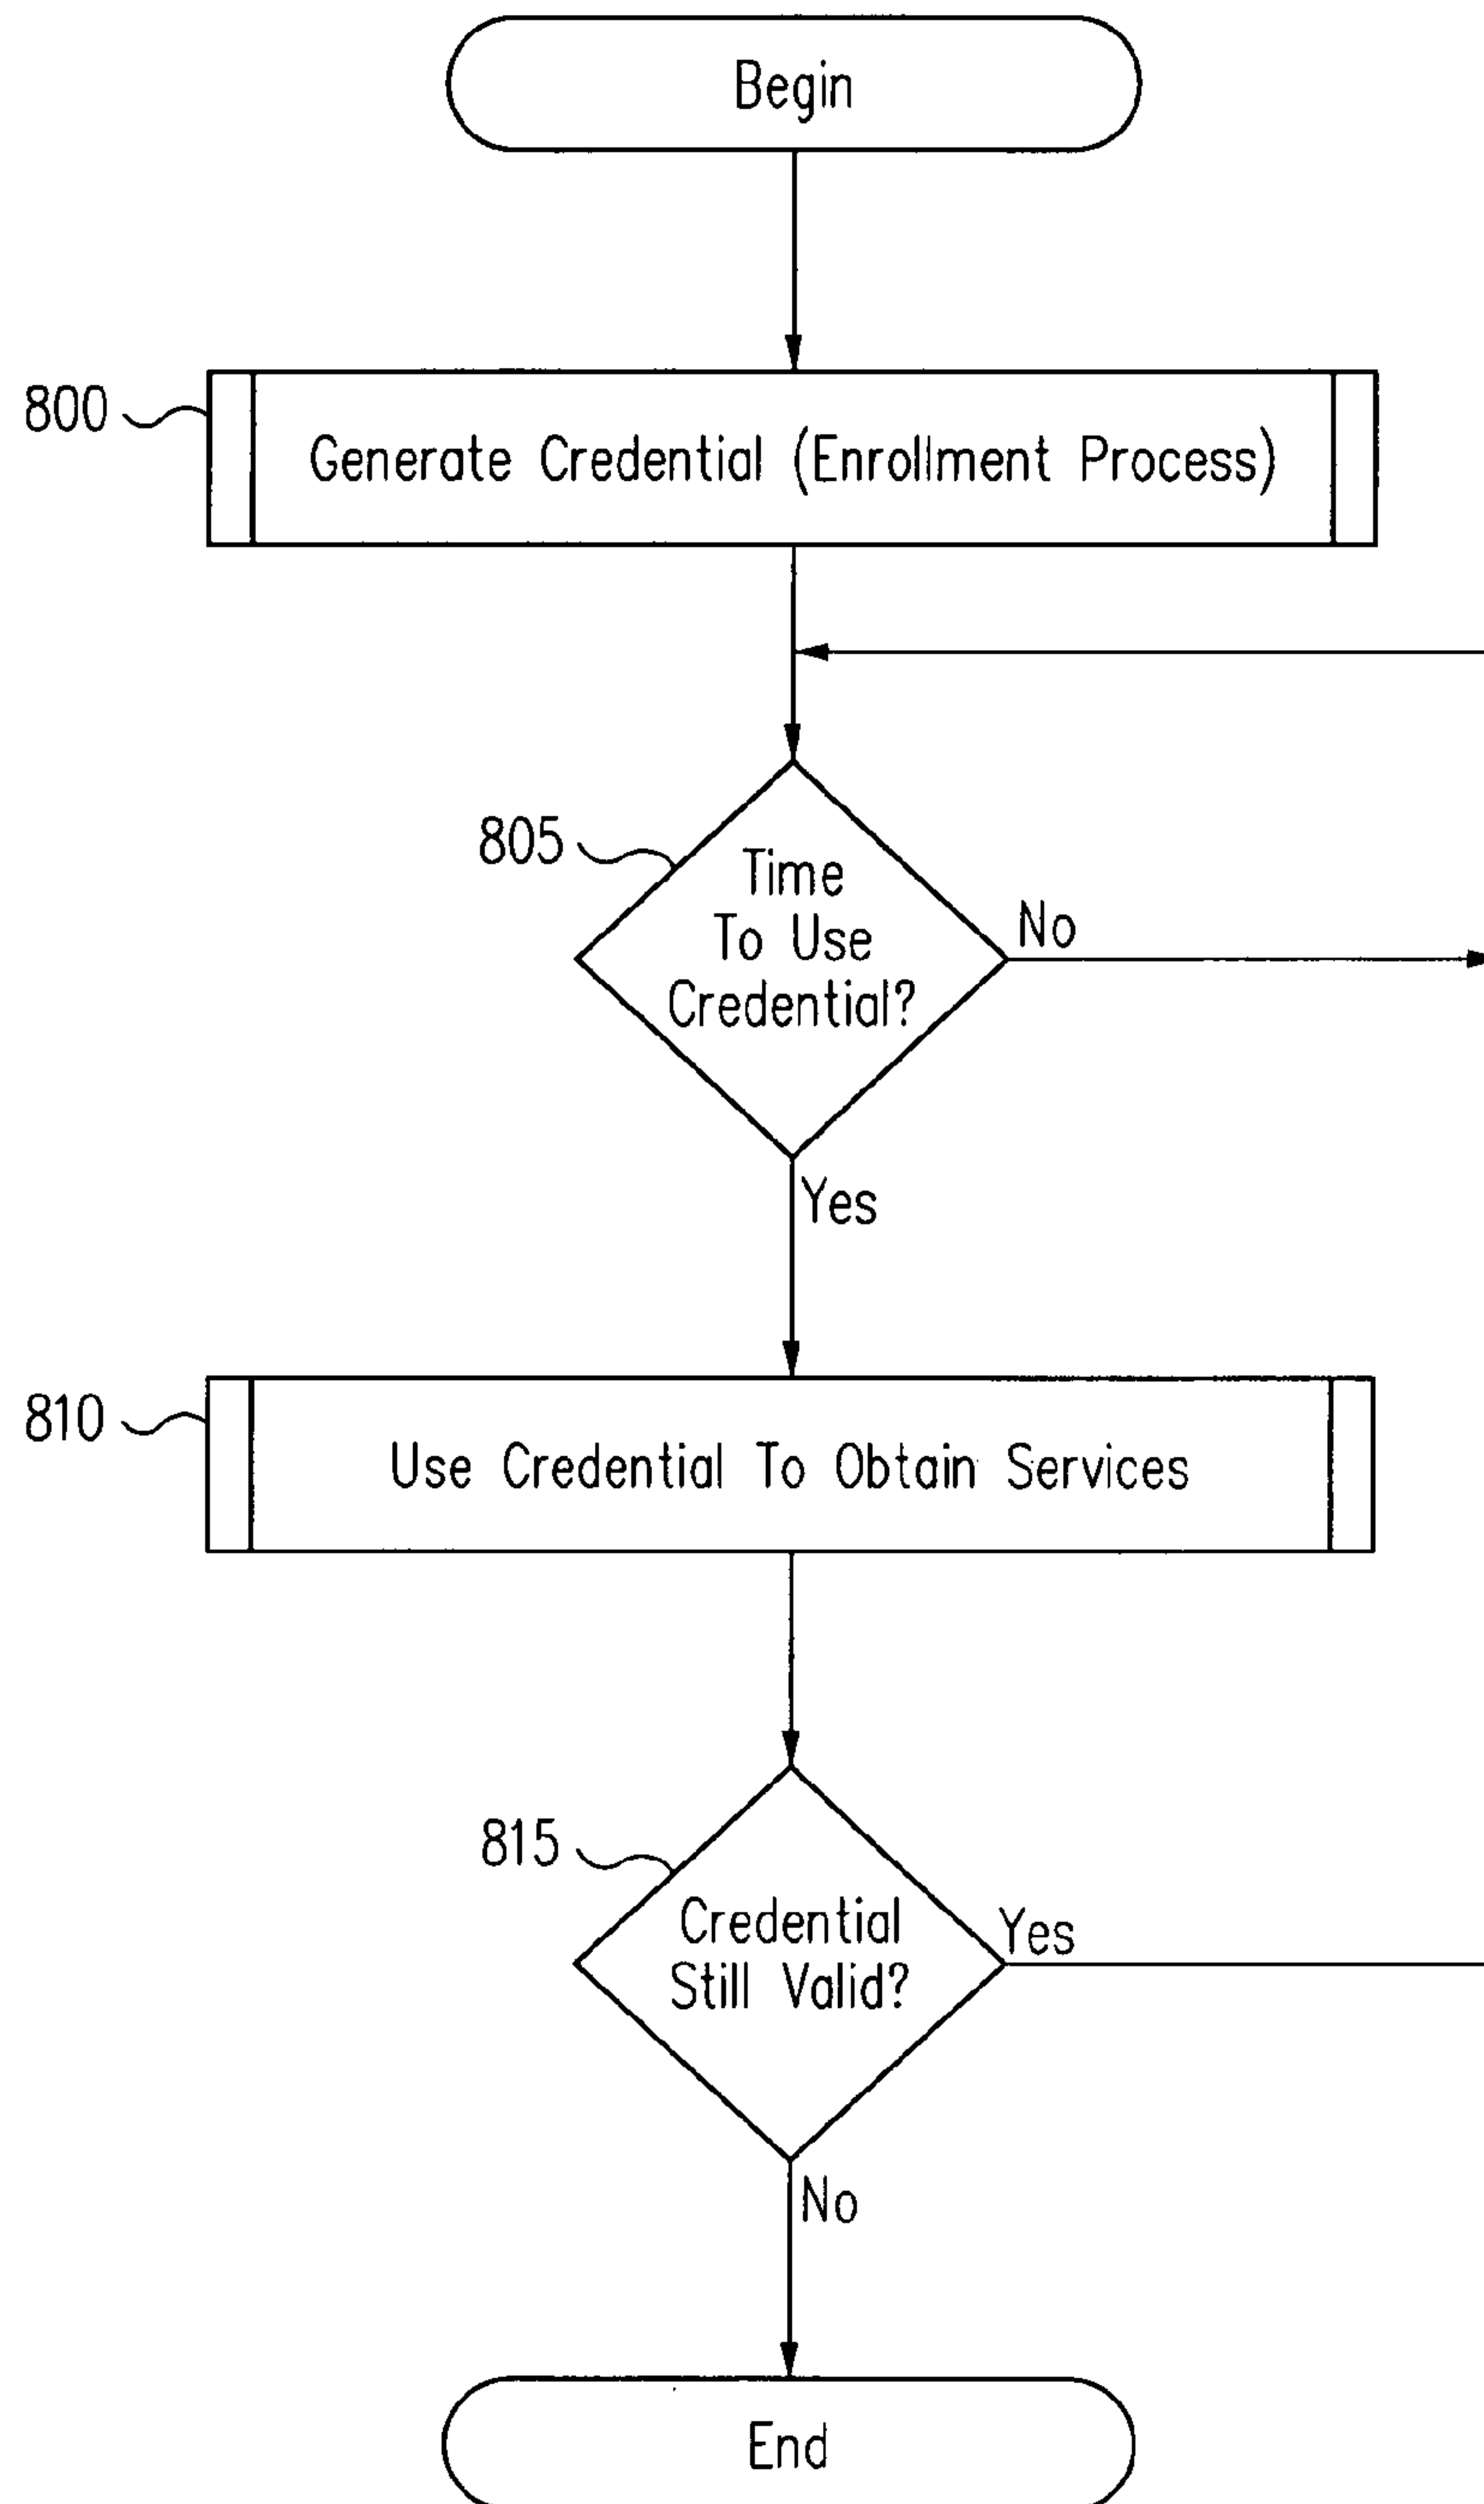 Begin
800
Generate Credential (Enrollment Process)
805
Time
To Use
Credential?
No
Yes
810
Use Credential To Obtain Services
815
Credential
Still Valid?
Yes
No
End